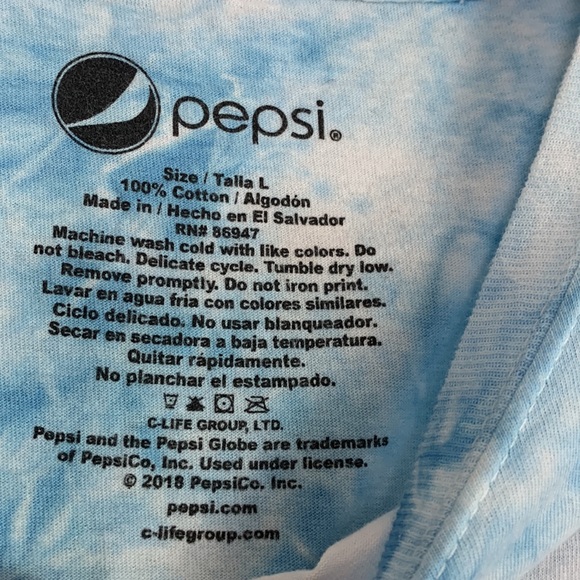 pepsi®
Size / Talla L
100% Cotton / Algodón
Made in / Hecho en El Salvador
RN# 86947
Machine wash cold with like colors. Do
not bleach. Delicate cycle. Tumble dry low.
Remove promptly. Do not iron print.
Lavar en agua fria con colores similares.
Ciclo delicado. No usar blanqueador.
Secar en secadora a baja temperatura.
Quitar rápidamente.
No planchar el estampado.
C-LIFE GROUP, LTD.
Pepsi and the Pepsi Globe are trademarks
of PepsiCo, Inc. Used under license.
© 2018 PepsiCo. Inc.
pepsi.com
c-lifegroup.com